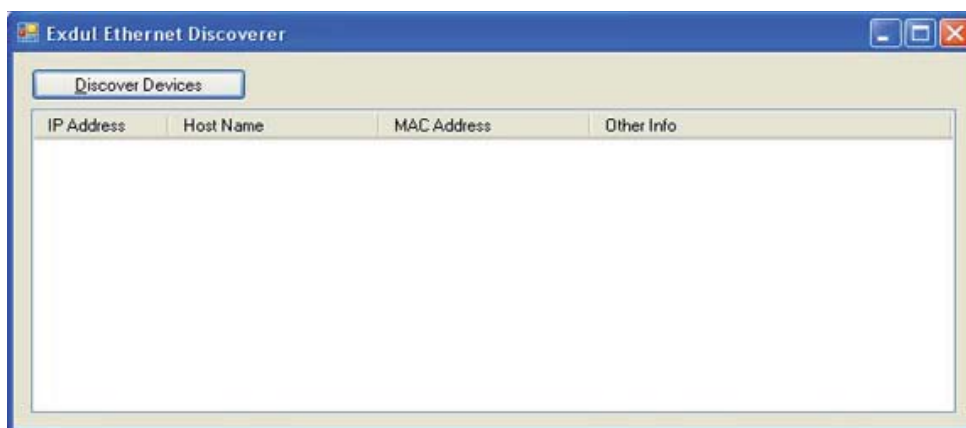 Exdul Ethernet Discoverer
Discover Devices
IP Address Host Name MAC Address Other Info